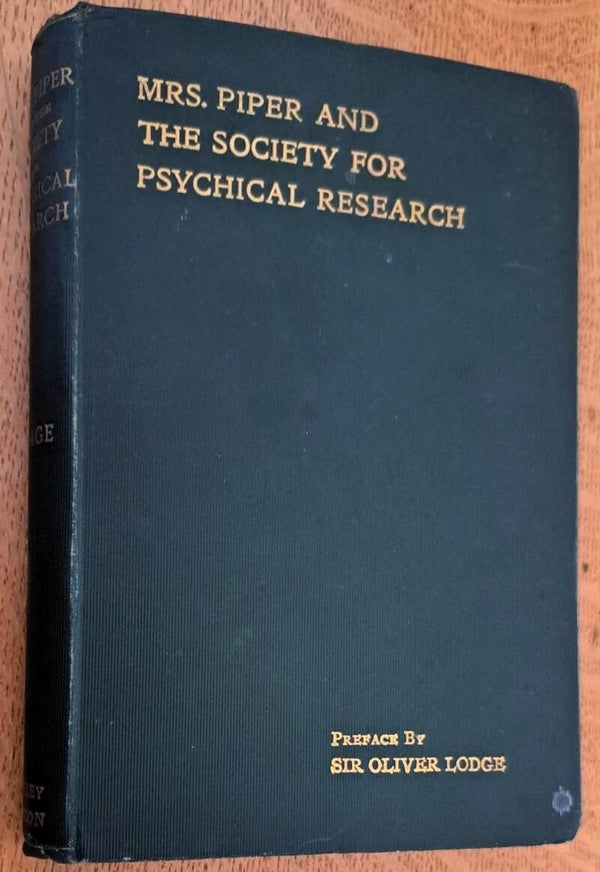 MRS. PIPER AND
THE SOCIETY FOR
PSYCHICAL RESEARCH
PREFACE BY
SIR OLIVER LODGE